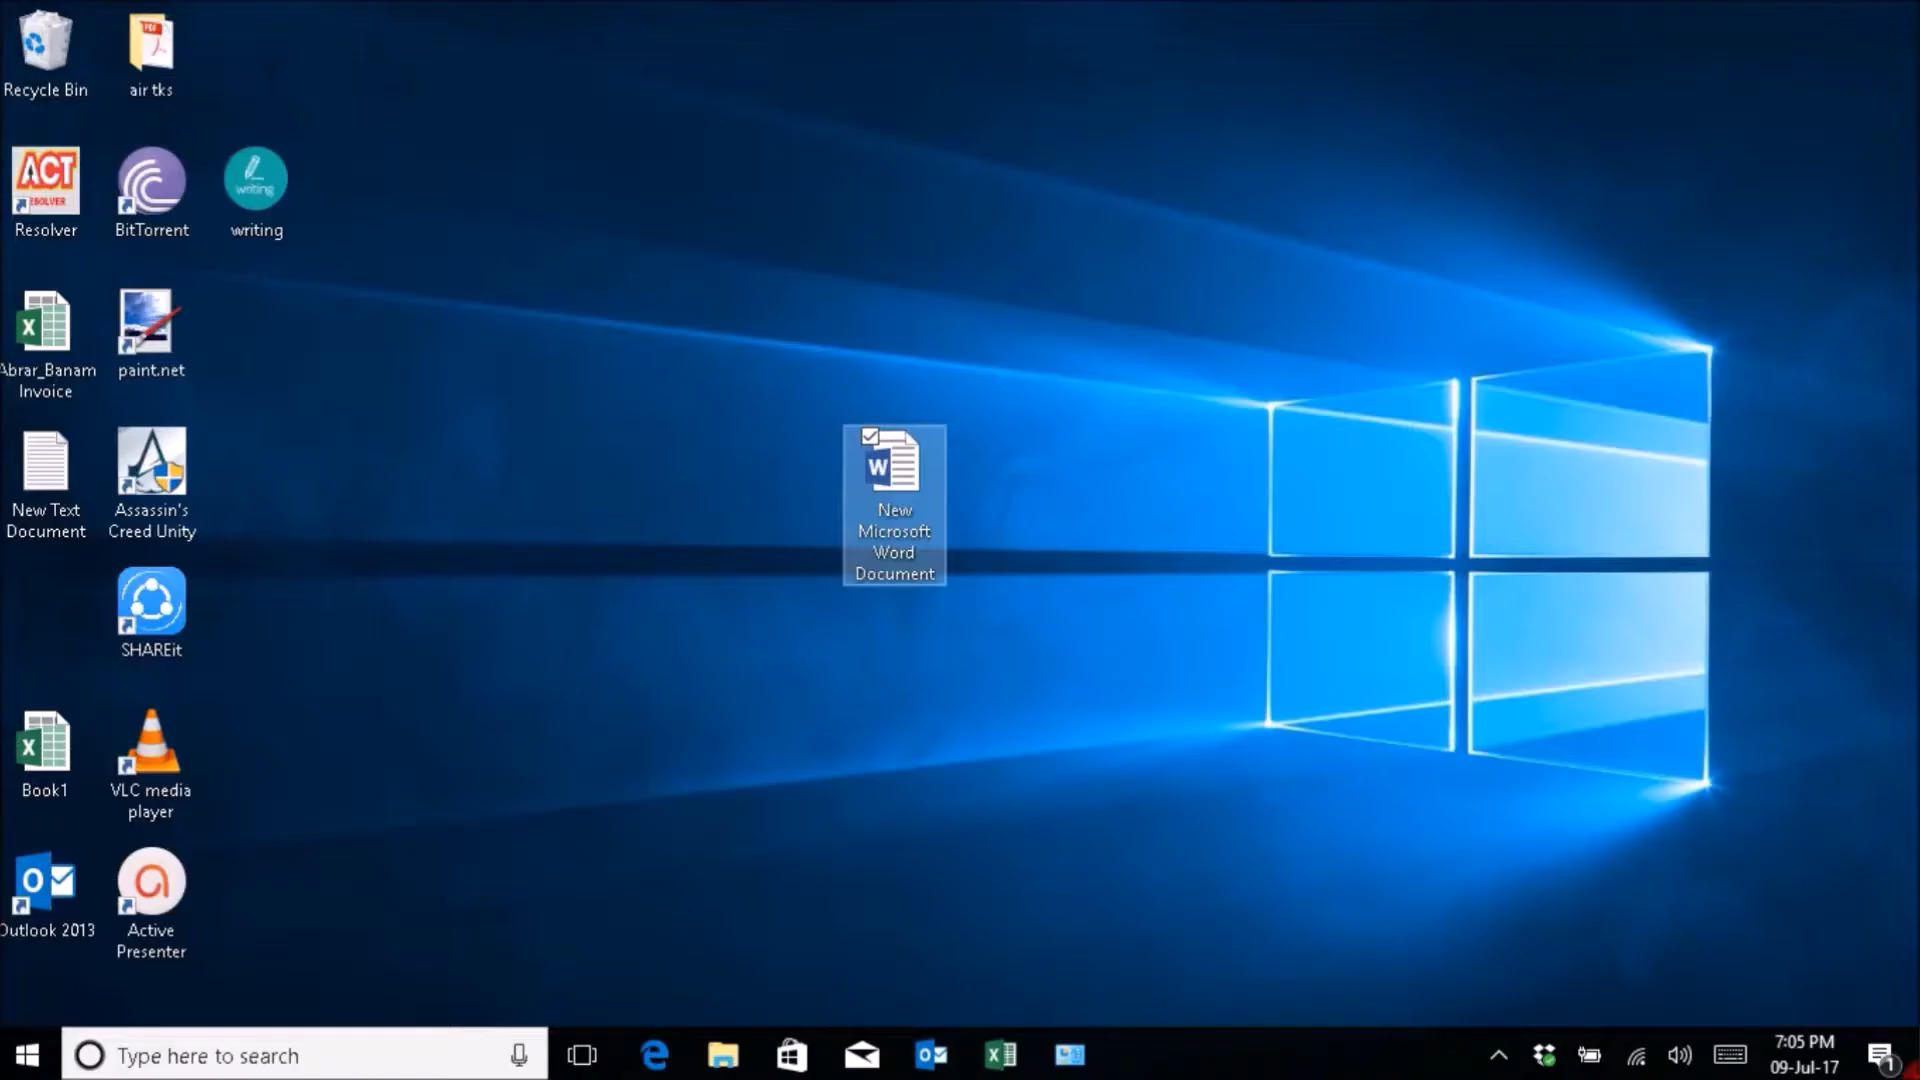 Recycle Bin
air tks
ACT
RESOLVER
Resolver
BitTorrent
writing
writing
Abrar_Banam
Invoice
paint.net
New Text
Document
Assassin's
Creed Unity
W
New
Microsoft
Word
Document
SHAREit
Book1
VLC media
player
Outlook 2013
Active
Presenter
Type here to search
7:05 PM
09-Jul-17
1